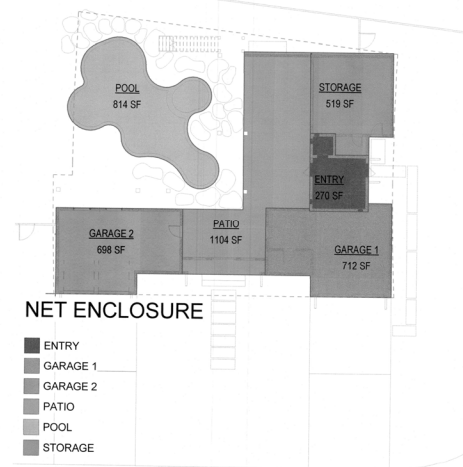 POOL
814 SF
STORAGE
519 SF
ENTRY
270 SF
GARAGE 2
698 SF
PATIO
1104 SF
GARAGE 1
712 SF
NET ENCLOSURE
ENTRY
GARAGE 1
GARAGE 2
PATIO
POOL
STORAGE